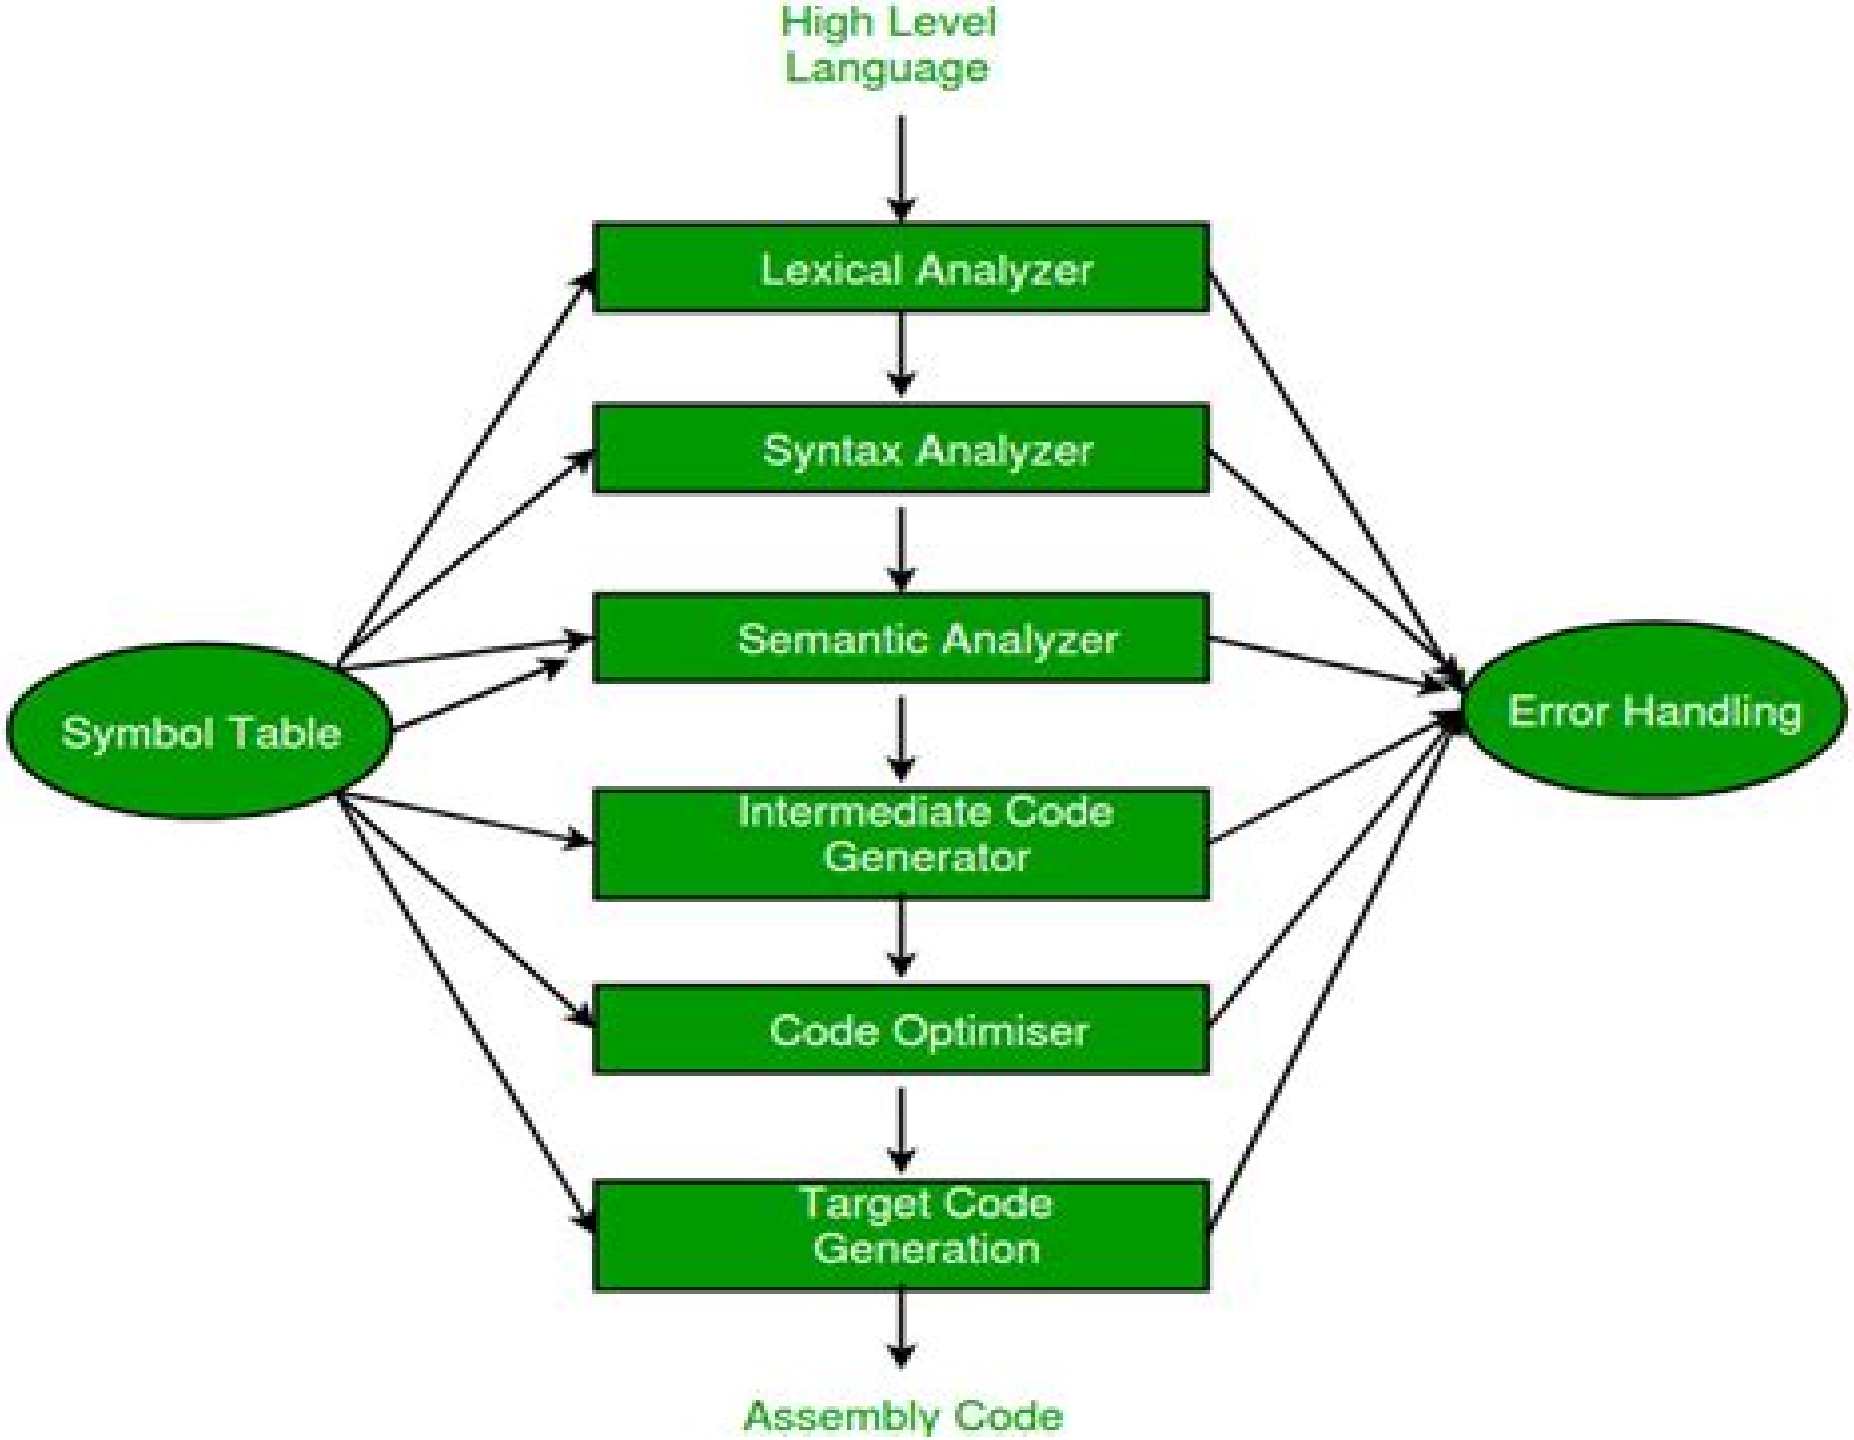 High Level
Language
Lexical Analyzer
Syntax Analyzer
Semantic Analyzer
Symbol Table
Error Handling
Intermediate Code
Generator
Code Optimiser
Target Code
Generation
Assembly Code